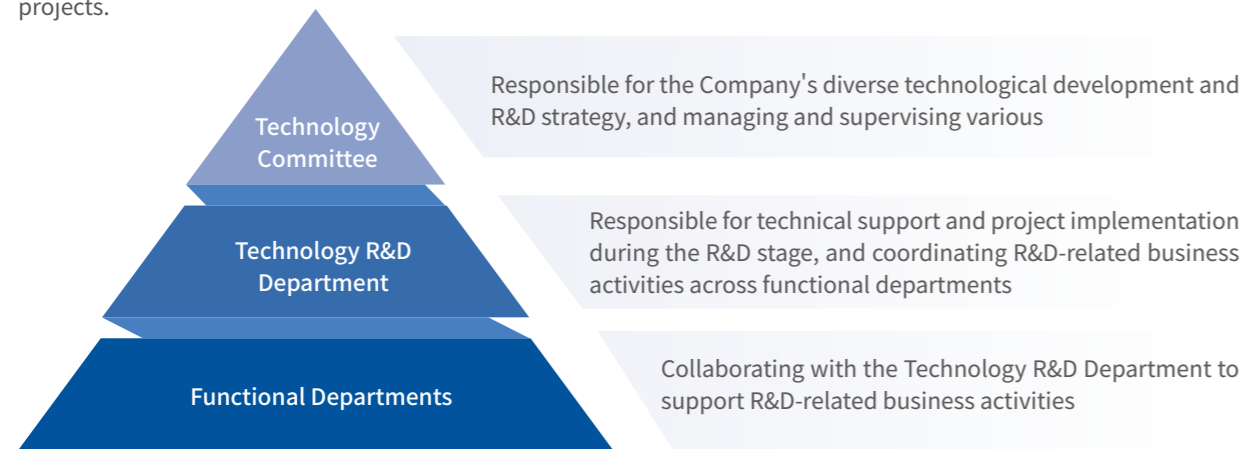 projects.
Technology
Committee
Responsible for the Company's diverse technological development and
R&D strategy, and managing and supervising various
Technology R&D
Department
Responsible for technical support and project implementation
during the R&D stage, and coordinating R&D-related business
activities across functional departments
Functional Departments
Collaborating with the Technology R&D Department to
support R&D-related business activities